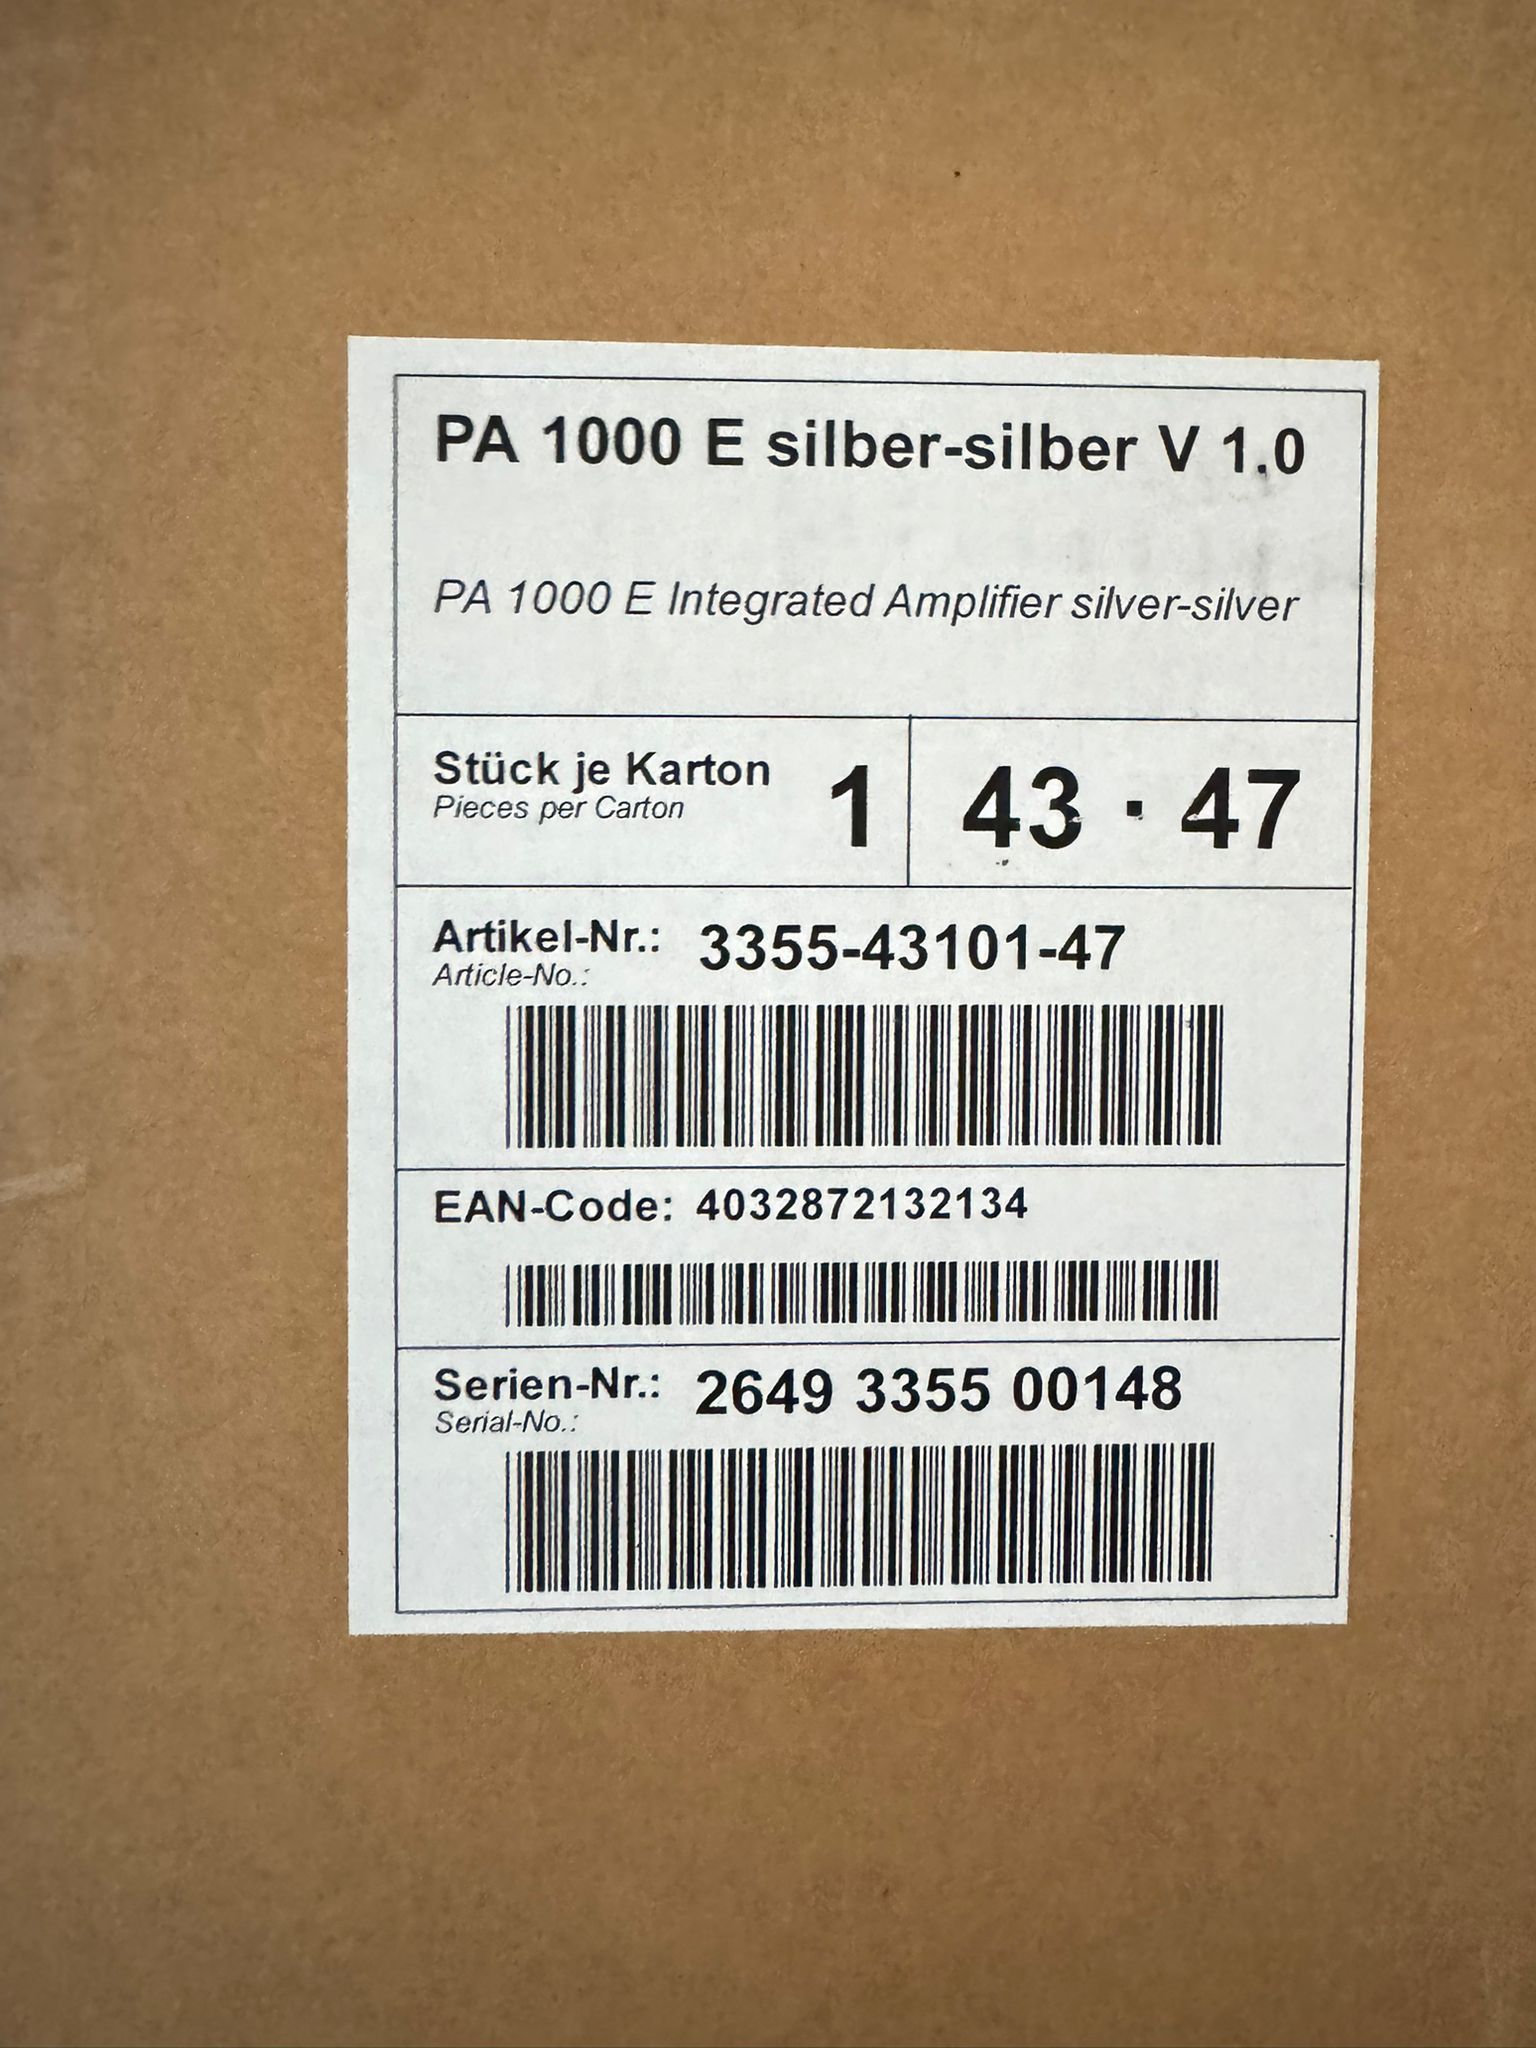 PA 1000 E silber-silber V 1.0
PA 1000 E Integrated Amplifier silver-silver
Stück je Karton 1 43 · 47
Pieces per Carton
Artikel-Nr.: 3355-43101-47
Article-No.:
EAN-Code: 4032872132134
Serien-Nr.: 2649 3355 00148
Serial-No.: